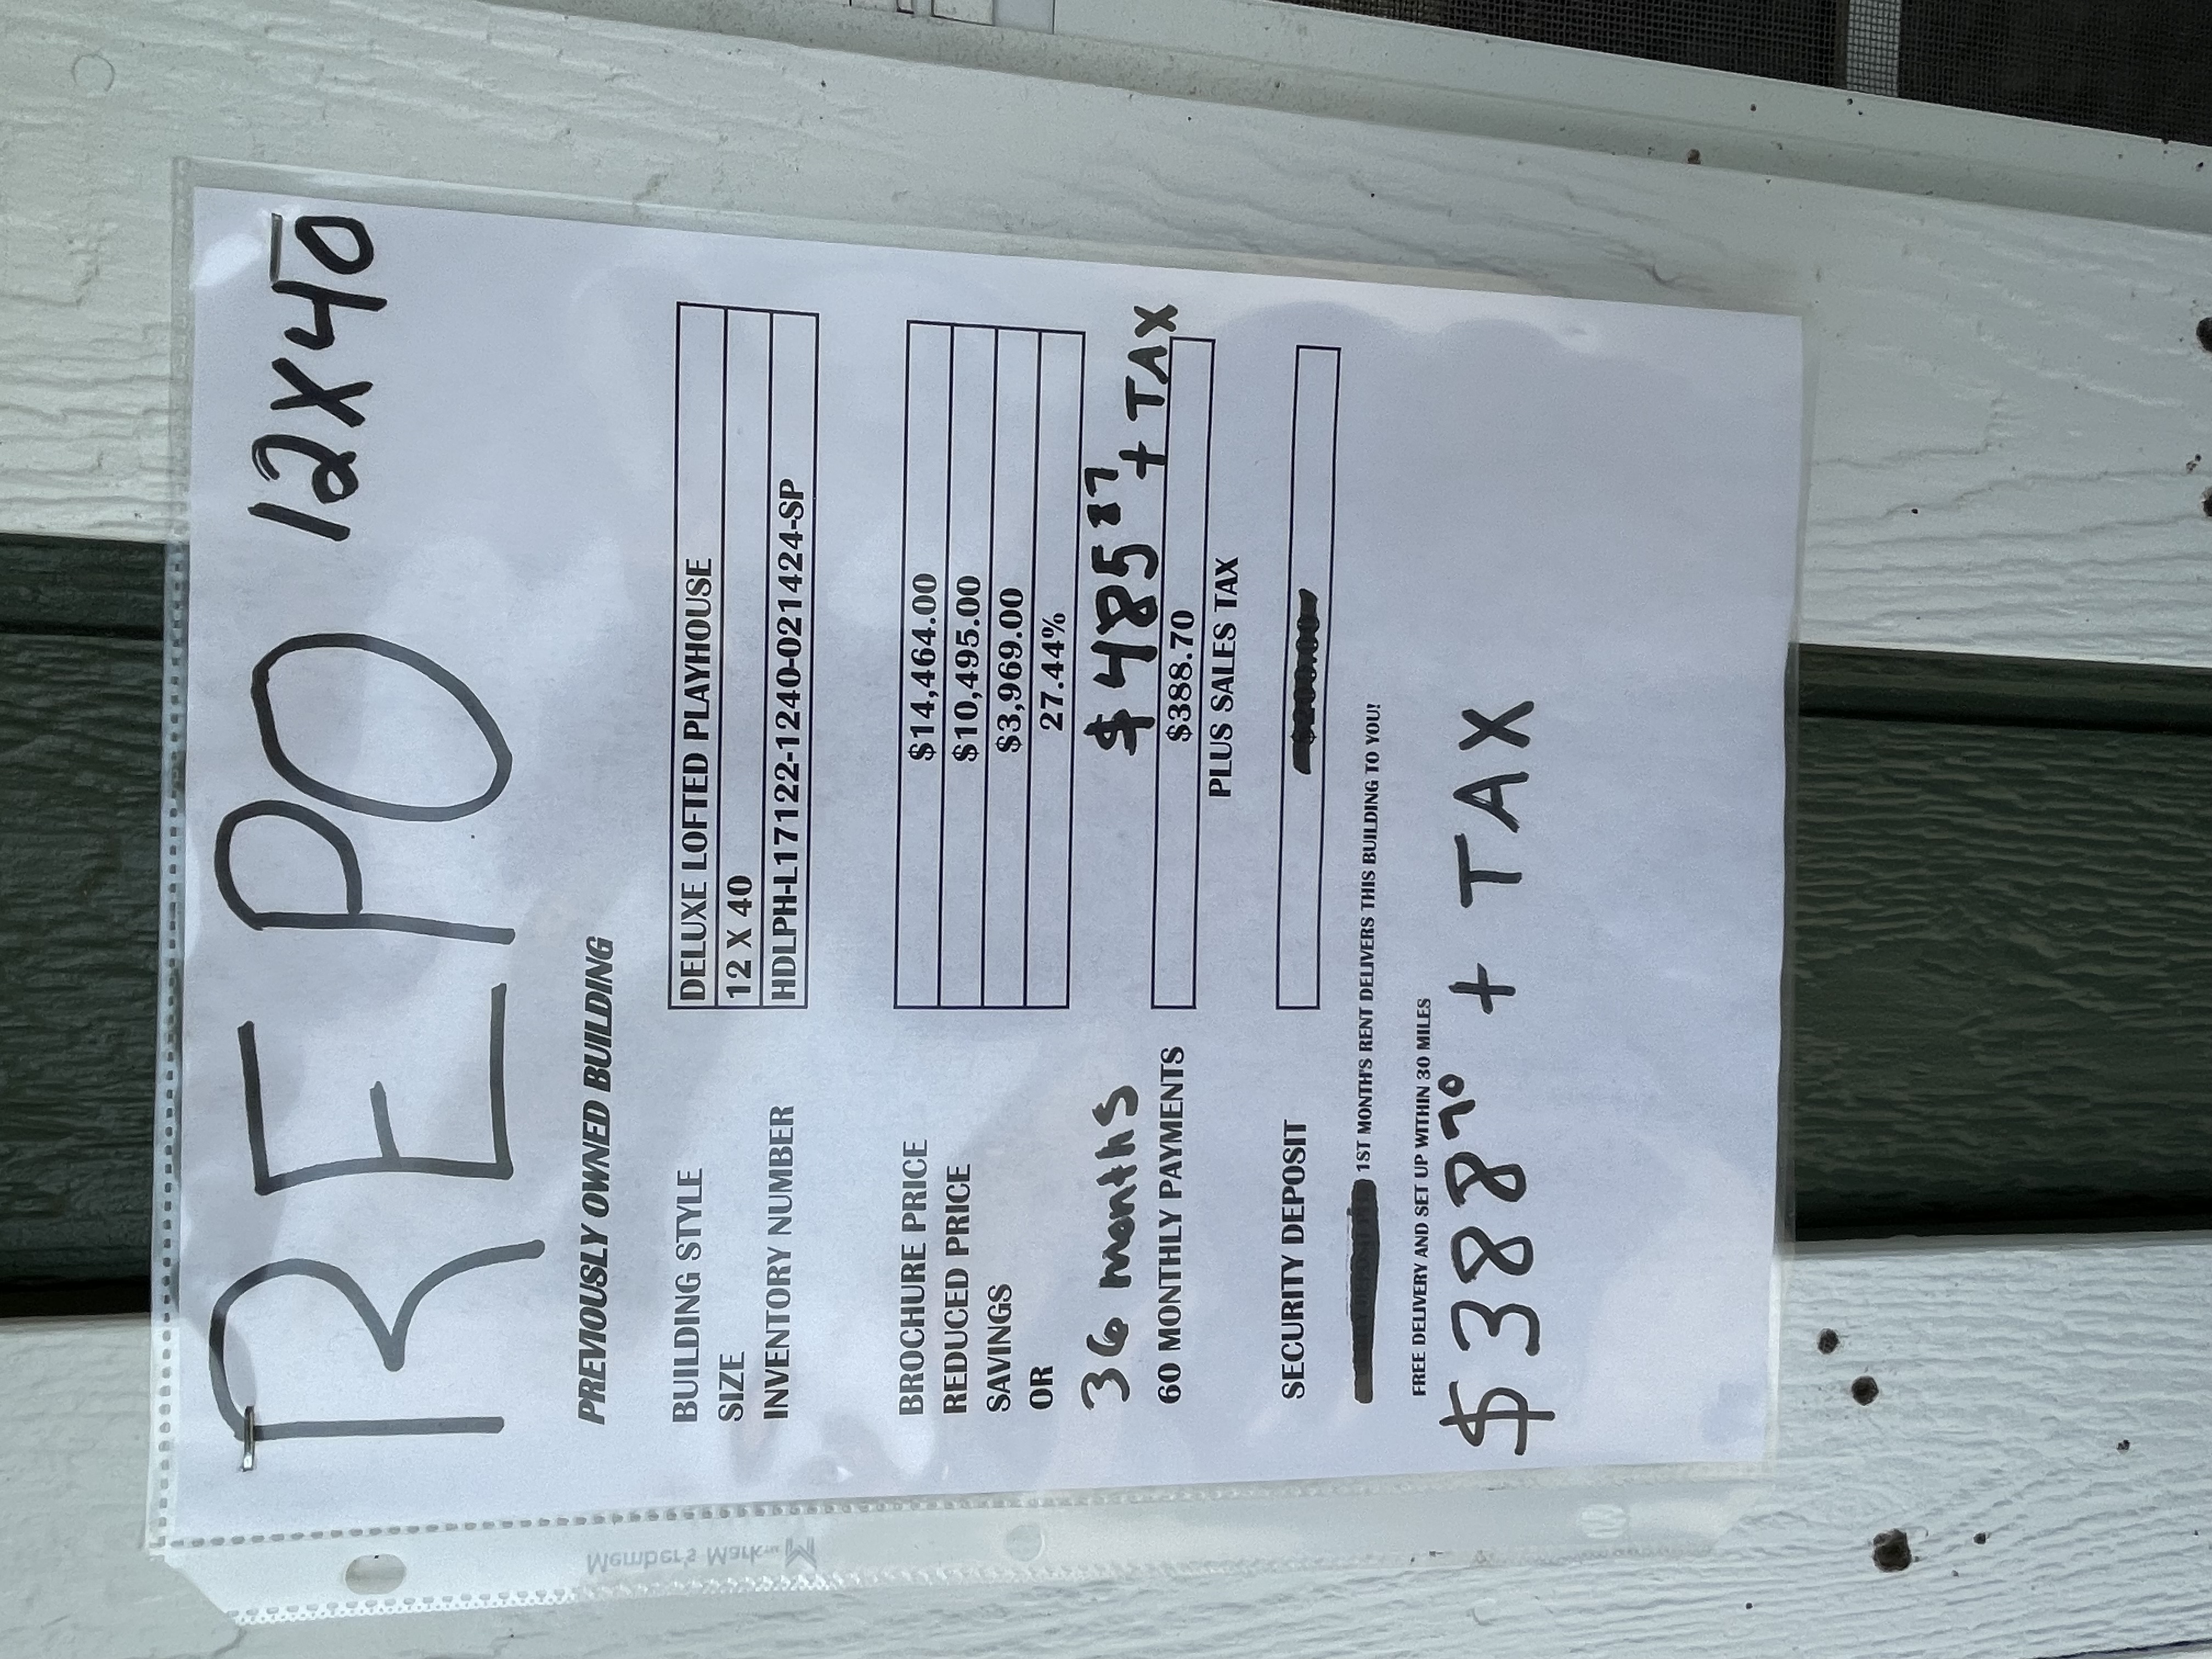 REPO 12X40
PREVIOUSLY OWNED BUILDING
BUILDING STYLE DELUXE LOFTED PLAYHOUSE
SIZE 12 X 40
INVENTORY NUMBER HDLPH-L171122-1240-021424-SP
BROCHURE PRICE $14,464.00
REDUCED PRICE $10,495.00
SAVINGS $3,969.00
OR 27.44%
36 months $485 + TAX
60 MONTHLY PAYMENTS $388.70
PLUS SALES TAX
SECURITY DEPOSIT
1ST MONTH'S RENT DELIVERS THIS BUILDING TO YOU!
FREE DELIVERY AND SET UP WITHIN 30 MILES
$388 70 + TAX
Member's Mark™